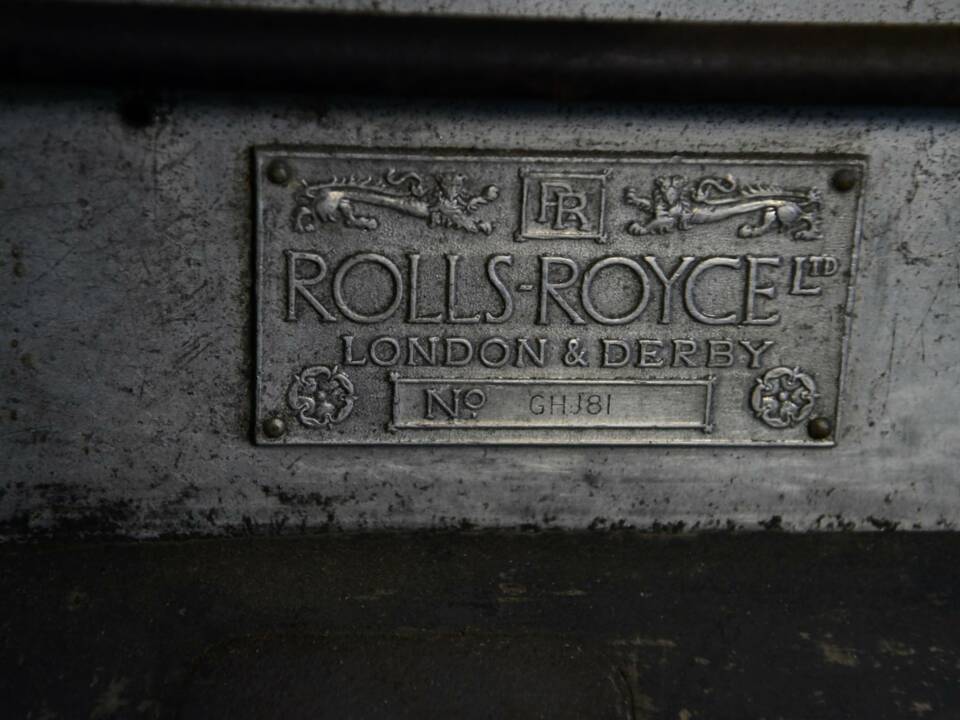 RR
ROLLS-ROYCE LTD
LONDON & DERBY
No GHJ81